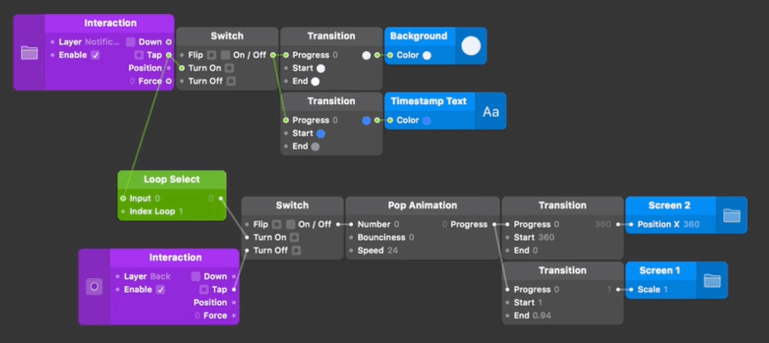 Interaction
Layer Notific... Down
Enable Tap
Position
0 Force
Switch
Flip On / Off
Turn On
Turn Off
Transition
Progress 0
Start
End
Background
Color
Transition
Progress 0
Start
End
Timestamp Text
Color
Aa
Loop Select
Input 0 0
Index Loop 1
Interaction
Layer Back Down
Enable Tap
Position
0 Force
Switch
Flip On / Off
Turn On
Turn Off
Pop Animation
Number 0 0 Progress
Bounciness 0
Speed 24
Transition
Progress 0 360
Start 360
End 0
Screen 2
Position X 360
Transition
Progress 0 1
Start 1
End 0.94
Screen 1
Scale 1